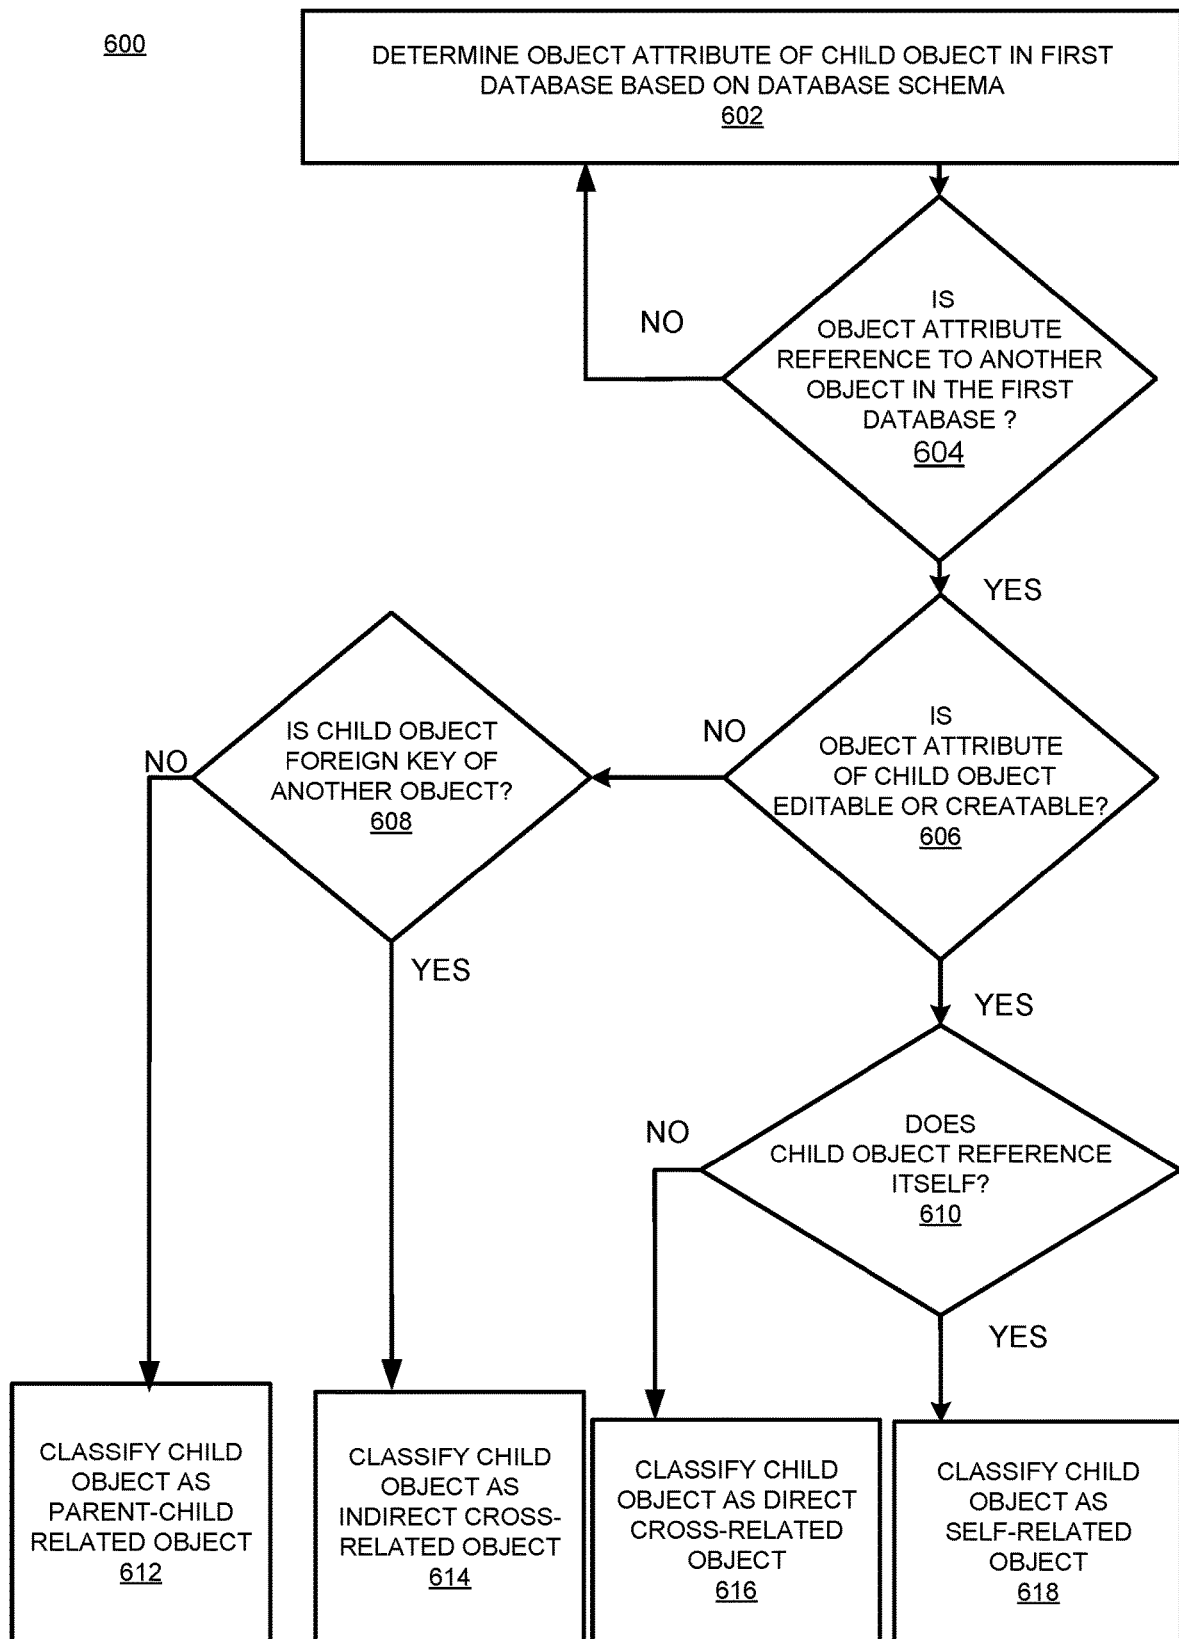 600
DETERMINE OBJECT ATTRIBUTE OF CHILD OBJECT IN FIRST
DATABASE BASED ON DATABASE SCHEMA
602
NO
IS
OBJECT ATTRIBUTE
REFERENCE TO ANOTHER
OBJECT IN THE FIRST
DATABASE ?
604
YES
NO
IS CHILD OBJECT
FOREIGN KEY OF
ANOTHER OBJECT?
608
NO
IS
OBJECT ATTRIBUTE
OF CHILD OBJECT
EDITABLE OR CREATABLE?
606
YES
YES
NO
DOES
CHILD OBJECT REFERENCE
ITSELF?
610
YES
CLASSIFY CHILD
OBJECT AS
PARENT-CHILD
RELATED OBJECT
612
CLASSIFY CHILD
OBJECT AS
INDIRECT CROSS-
RELATED OBJECT
614
CLASSIFY CHILD
OBJECT AS DIRECT
CROSS-RELATED
OBJECT
616
CLASSIFY CHILD
OBJECT AS
SELF-RELATED
OBJECT
618